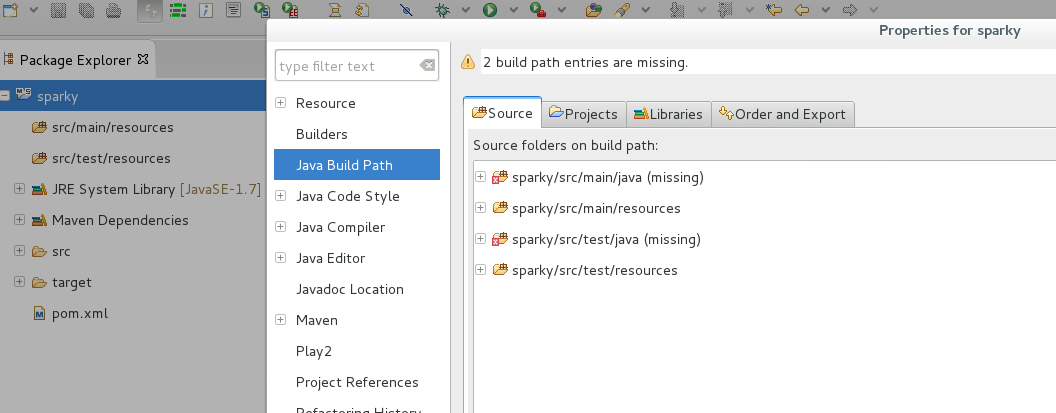 Properties for sparky
Package Explorer
sparky
src/main/resources
src/test/resources
JRE System Library [JavaSE-1.7]
Maven Dependencies
src
target
pom.xml
type filter text
Resource
Builders
Java Build Path
Java Code Style
Java Compiler
Java Editor
Javadoc Location
Maven
Play2
Project References
Refactoring History
2 build path entries are missing.
Source
Projects
Libraries
Order and Export
Source folders on build path:
sparky/src/main/java (missing)
sparky/src/main/resources
sparky/src/test/java (missing)
sparky/src/test/resources